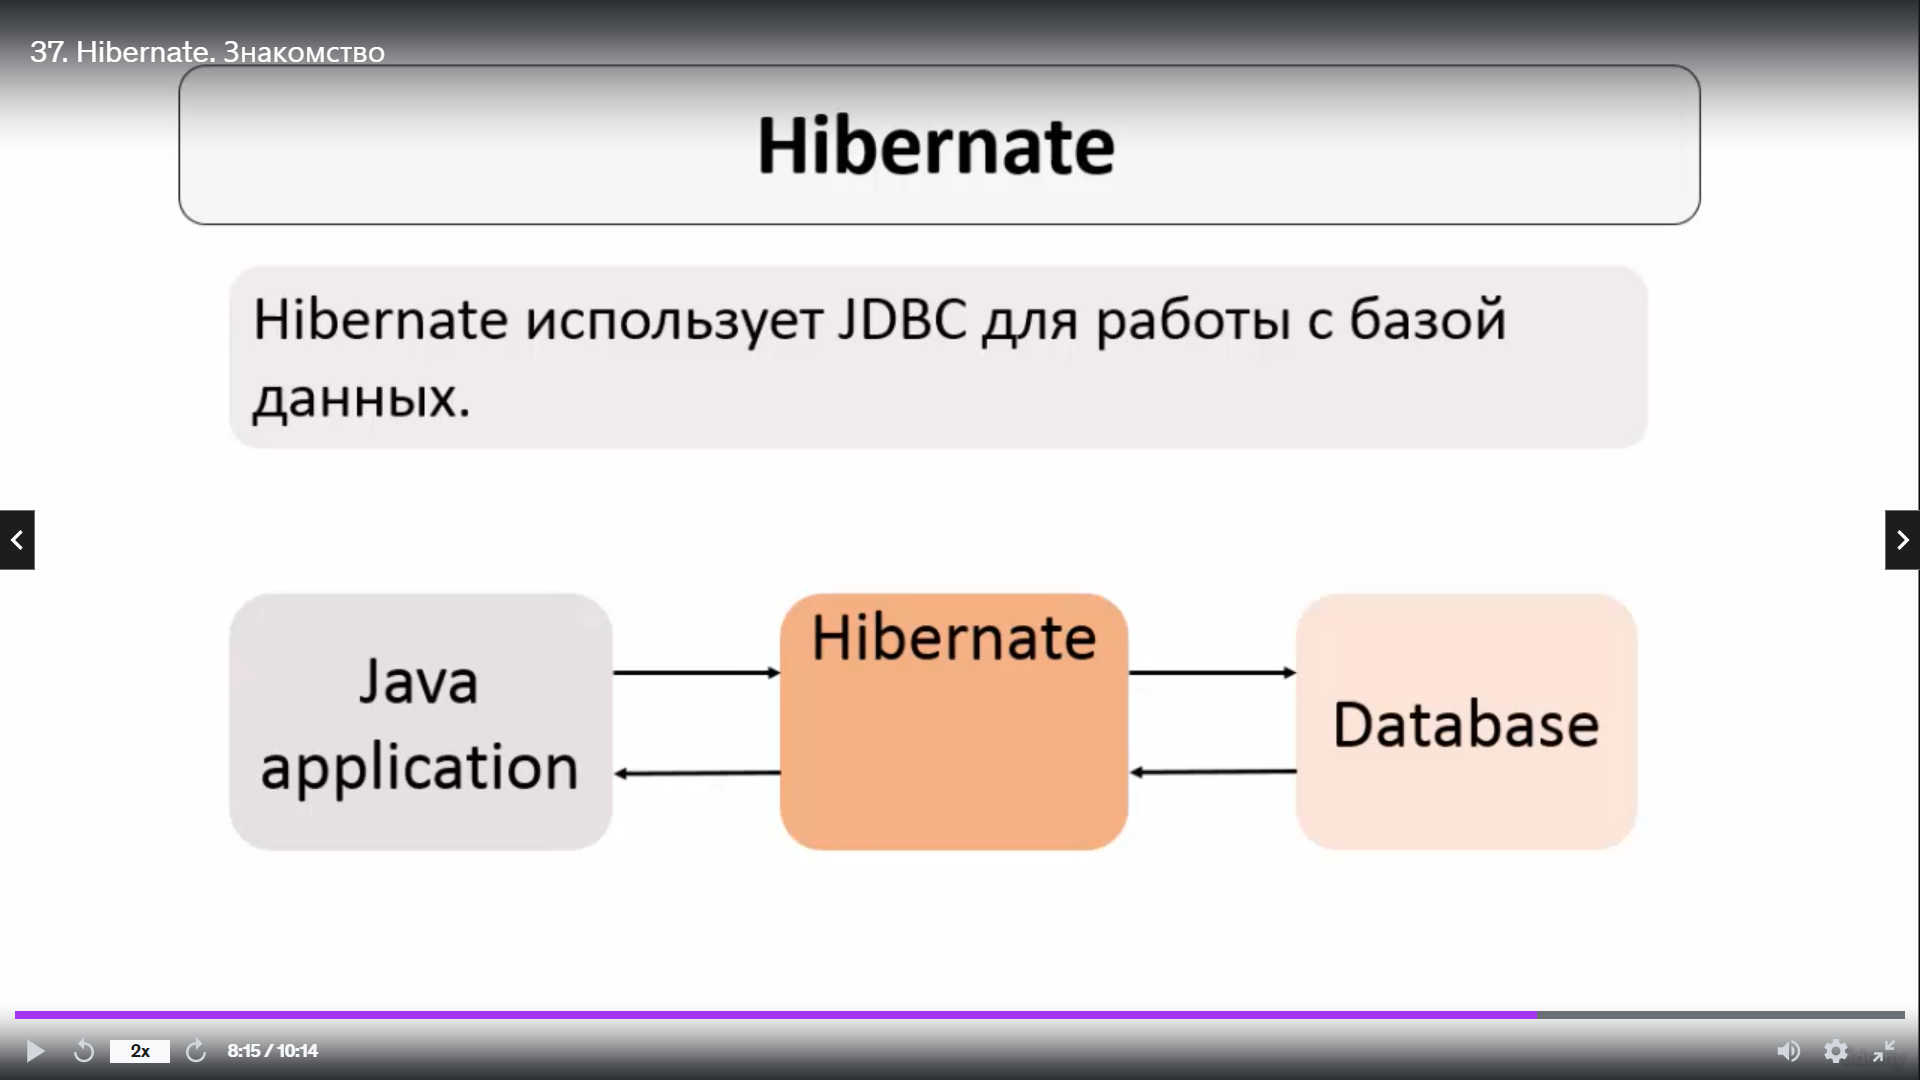 37. Hibernate. Знакомство
Hibernate
Hibernate использует JDBC для работы с базой
данных.
Java
application
Hibernate
Database
2x
8:15 / 10:14